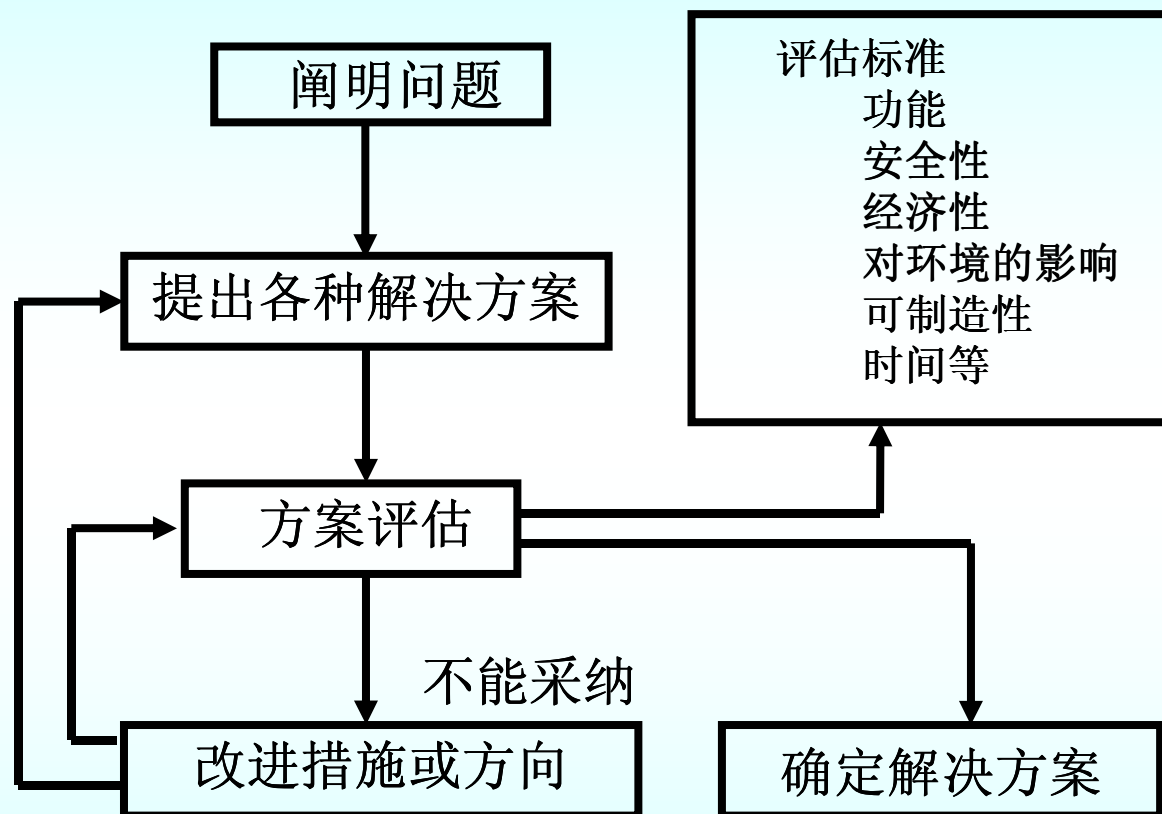 阐明问题
提出各种解决方案
方案评估
不能采纳
改进措施或方向
确定解决方案
评估标准
功能
安全性
经济性
对环境的影响
可制造性
时间等